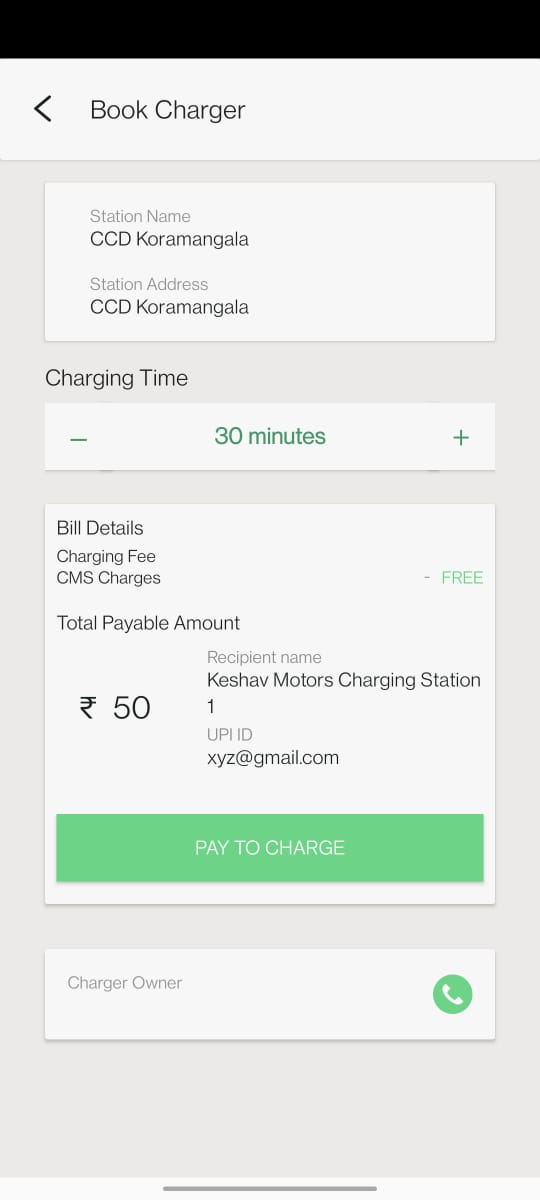 Book Charger
Station Name
CCD Koramangala
Station Address
CCD Koramangala
Charging Time
– 30 minutes +
Bill Details
Charging Fee
CMS Charges - FREE
Total Payable Amount
Recipient name
Keshav Motors Charging Station
1
₹ 50
UPI ID
xyz@gmail.com
PAY TO CHARGE
Charger Owner